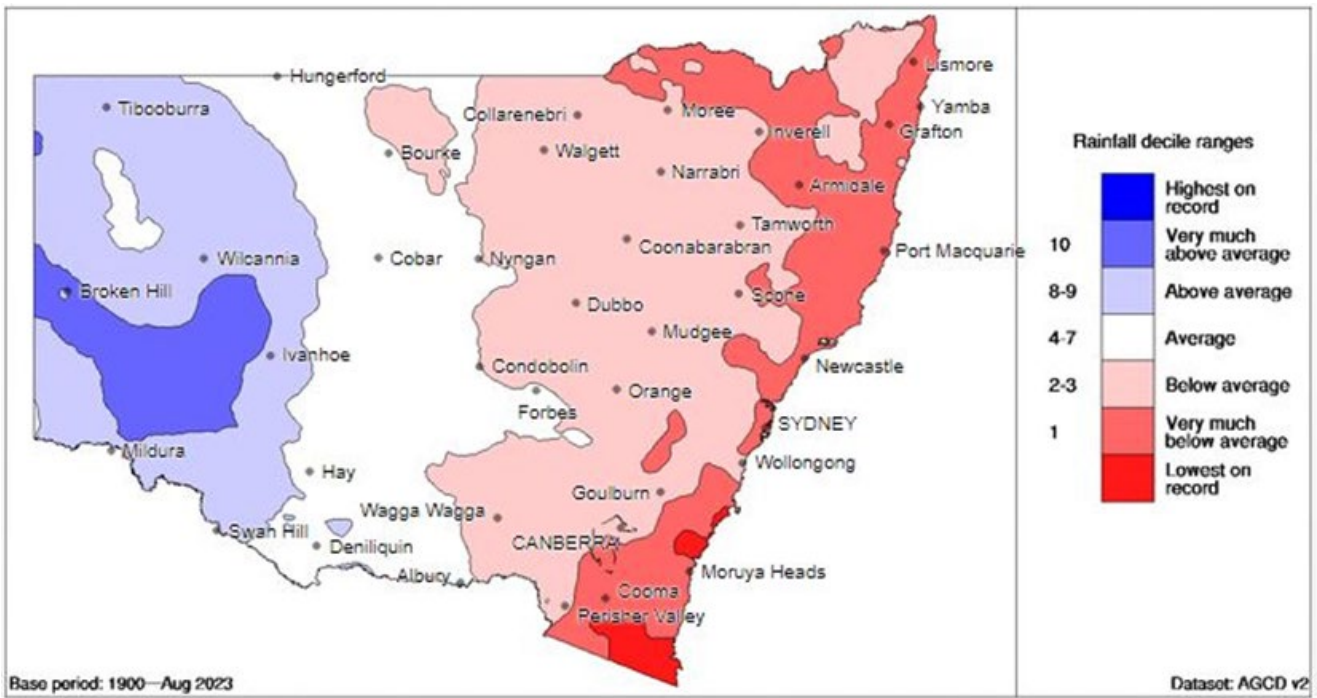 Hungerford
Tibooburra
Collarenebri
Moree
Lismore
Yamba
Inverell
Grafton
Bourke
Walgett
Narrabri
Armidale
Tamworth
Coonabarabran
Wilcannia
Cobar
Nyngan
Port Macquarie
Broken Hill
Scone
Dubbo
Mudgee
Ivanhoe
Condobolin
Newcastle
Orange
Forbes
SYDNEY
Mildura
Wollongong
Hay
Goulburn
Wagga Wagga
Swan Hill
CANBERRA
Deniliquin
Albury
Moruya Heads
Cooma
Perisher Valley
Base period: 1900—Aug 2023
Rainfall decile ranges
Highest on
record
10
Very much
above average
8-9
Above average
4-7
Average
2-3
Below average
1
Very much
below average
Lowest on
record
Dataset: AGCD v2